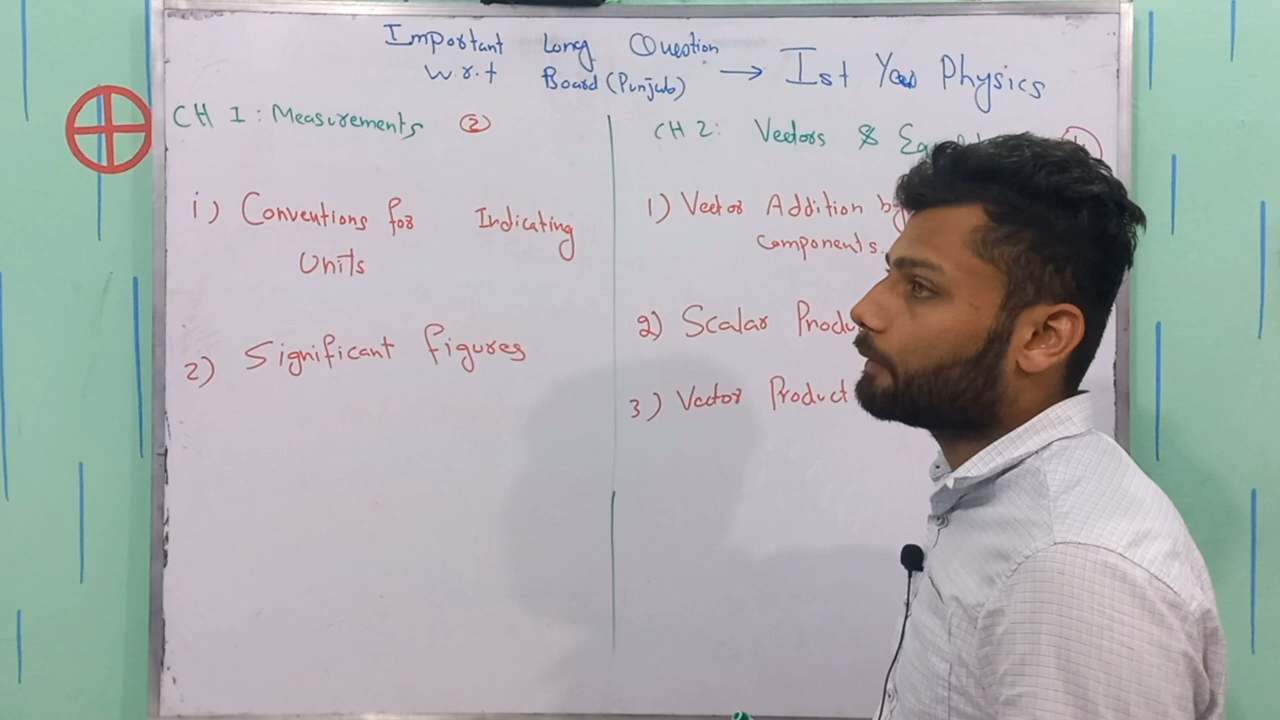 Important Long Question
w.r.t Board (Punjab) → Ist Year Physics
CH 1 : Measurements ②
i) Conventions for Indicating
Units
2) Significant figures
CH 2: Vectors &
1) Vector Addition by
Components.
2) Scalar
3) Vector Product